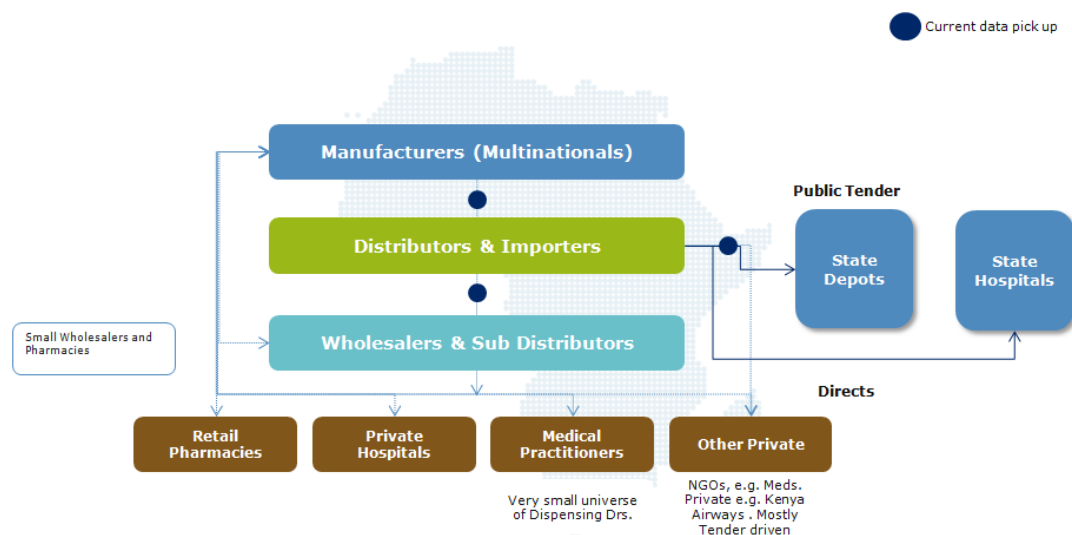 Current data pick up
Manufacturers (Multinationals)
Public Tender
Distributors & Importers
State
Depots
State
Hospitals
Small Wholesalers and
Pharmacies
Wholesalers & Sub Distributors
Directs
Retail
Pharmacies
Private
Hospitals
Medical
Practitioners
Other Private
Very small universe
of Dispensing Drs.
NGOs, e.g. Meds.
Private e.g. Kenya
Airways . Mostly
Tender driven